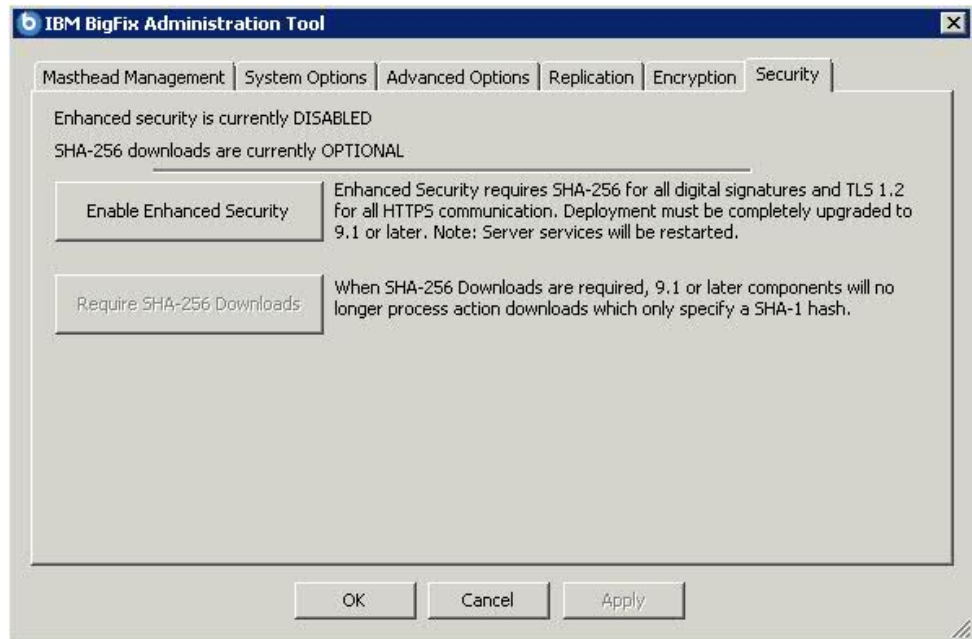 IBM BigFix Administration Tool
Masthead Management
System Options
Advanced Options
Replication
Encryption
Security
Enhanced security is currently DISABLED
SHA-256 downloads are currently OPTIONAL
Enable Enhanced Security
Enhanced Security requires SHA-256 for all digital signatures and TLS 1.2
for all HTTPS communication. Deployment must be completely upgraded to
9.1 or later. Note: Server services will be restarted.
Require SHA-256 Downloads
When SHA-256 Downloads are required, 9.1 or later components will no
longer process action downloads which only specify a SHA-1 hash.
OK
Cancel
Apply